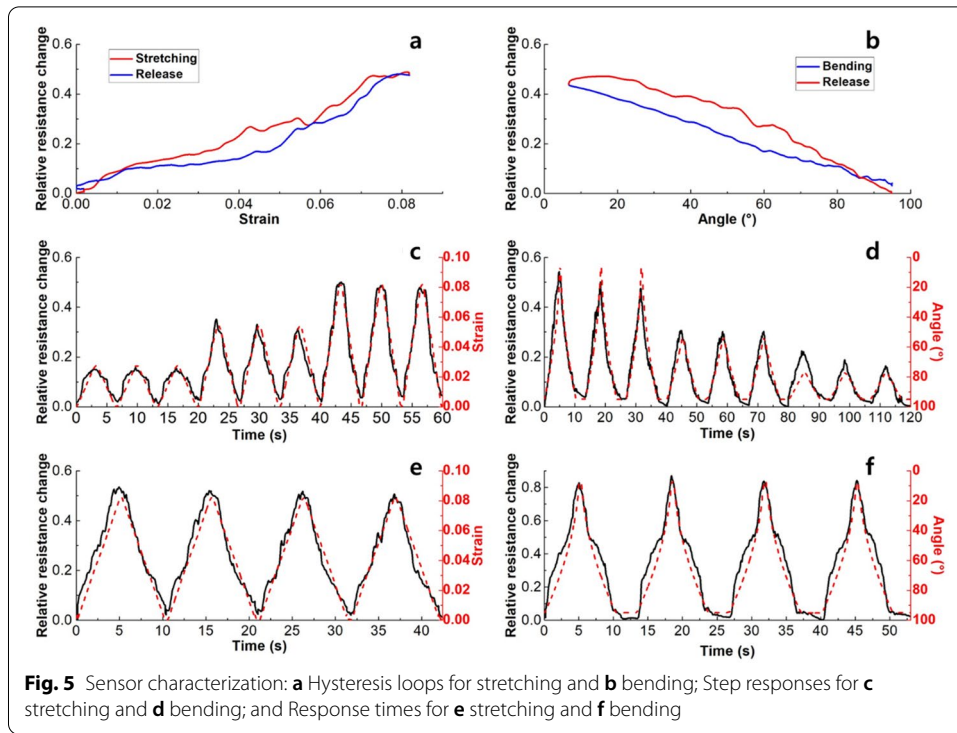 a
Stretching
Release
Relative resistance change
0.6
0.4
0.2
0.0
0.00 0.02 0.04 0.06 0.08
Strain
b
Bending
Release
Relative resistance change
0.6
0.4
0.2
0.0
0 20 40 60 80 100
Angle (°)
c
Relative resistance change
0.6
0.4
0.2
0.0
0.10
0.08
0.06
0.04
0.02
0.00
Strain
0 5 10 15 20 25 30 35 40 45 50 55 60
Time (s)
d
Relative resistance change
0.6
0.4
0.2
0.0
0
20
40
60
80
100
Angle (°)
0 10 20 30 40 50 60 70 80 90 100 110 120
Time (s)
e
Relative resistance change
0.6
0.4
0.2
0.0
0.10
0.08
0.06
0.04
0.02
0.00
Strain
0 5 10 15 20 25 30 35 40
Time (s)
f
Relative resistance change
0.8
0.6
0.4
0.2
0.0
0
20
40
60
80
100
Angle (°)
0 5 10 15 20 25 30 35 40 45 50
Time (s)
Fig. 5 Sensor characterization: a Hysteresis loops for stretching and b bending; Step responses for c
stretching and d bending; and Response times for e stretching and f bending